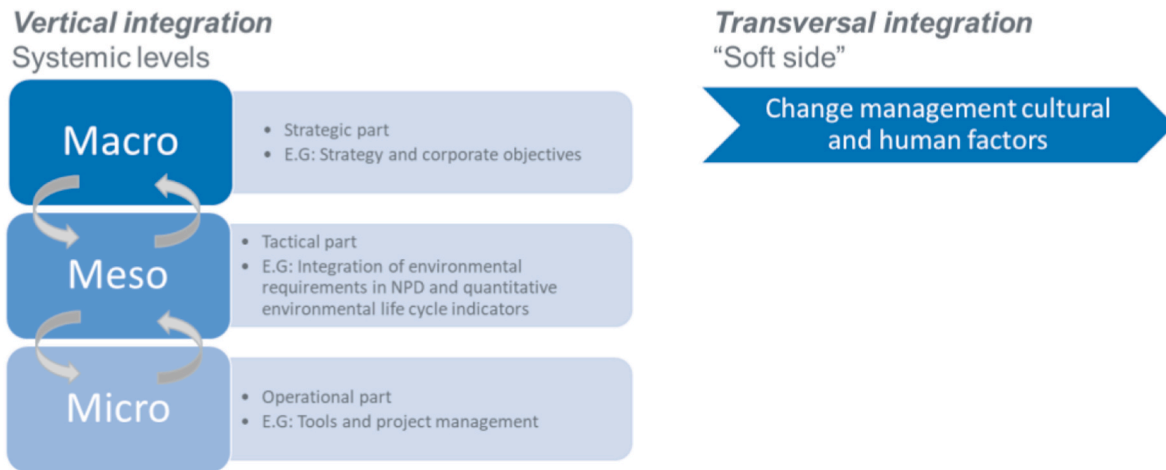 Vertical integration
Systemic levels
Macro
• Strategic part
• E.G: Strategy and corporate objectives
Meso
• Tactical part
• E.G: Integration of environmental
requirements in NPD and quantitative
environmental life cycle indicators
Micro
• Operational part
• E.G: Tools and project management
Transversal integration
“Soft side”
Change management cultural
and human factors